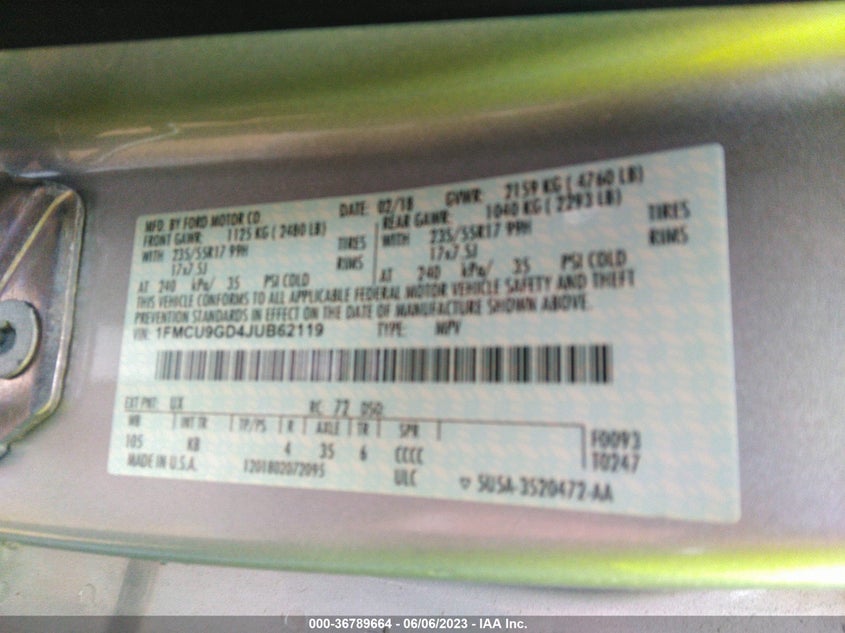 MFD. BY FORD MOTOR CO DATE: 02/18 GVWR: 2159 KG ( 4760 LB)
FRONT GAWR: 1125 KG ( 2480 LB) REAR GAWR: 1040 KG ( 2293 LB)
WITH 235/55R17 99H TIRES WITH 235/55R17 99H TIRES
17x7.5J RIMS 17x7.5J RIMS
AT 240 kPa/ 35 PSI COLD AT 240 kPa/ 35 PSI COLD
THIS VEHICLE CONFORMS TO ALL APPLICABLE FEDERAL MOTOR VEHICLE SAFETY AND THEFT
PREVENTION STANDARDS IN EFFECT ON THE DATE OF MANUFACTURE SHOWN ABOVE.
VIN: 1FMCU9GD4JUB62119 TYPE: MPV
EXT PNT: UX RC: 72 DSO:
WB INT TR TP/PS R AXLE TR SPR F0093
105 KB 4 35 6 CCCC T0247
MADE IN U.S.A. 1201802072095 ULC 5U5A-3520472-AA
000-36789664 - 06/06/2023 - IAA Inc.